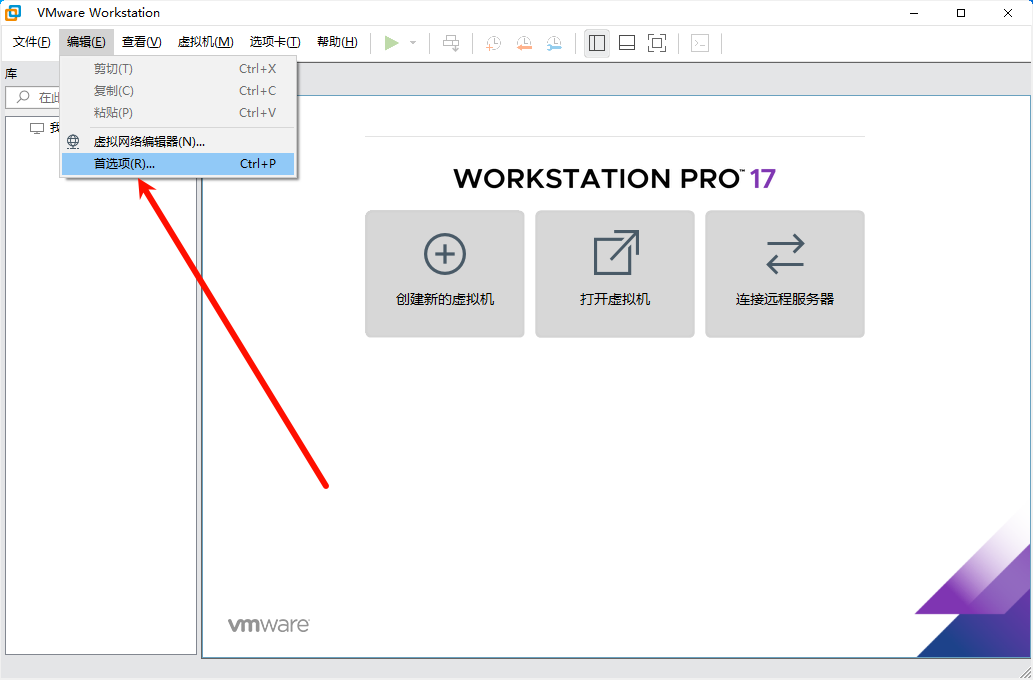 VMware Workstation
文件(F) 编辑(E) 查看(V) 虚拟机(M) 选项卡(T) 帮助(H)
库
剪切(T) Ctrl+X
复制(C) Ctrl+C
在此
粘贴(P) Ctrl+V
我
虚拟网络编辑器(N)...
首选项(R)... Ctrl+P
WORKSTATION PRO™ 17
创建新的虚拟机 打开虚拟机 连接远程服务器
vmware